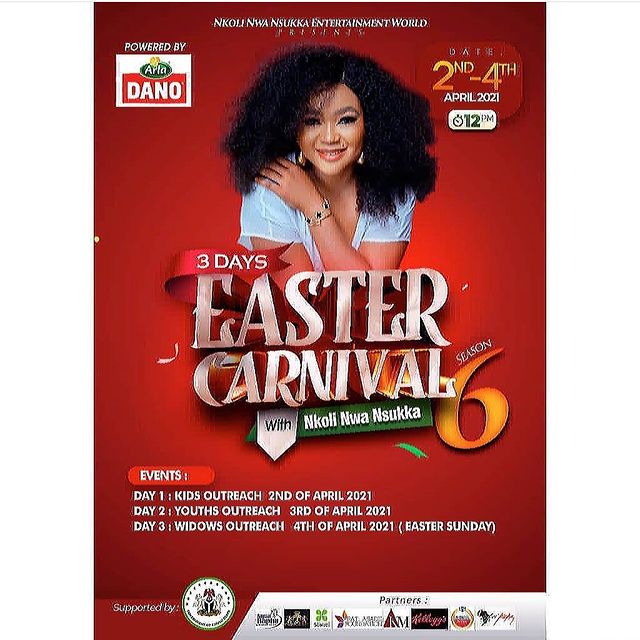 NKOLI NWA NSUKKA ENTERTAINMENT WORLD
PRESENTS
POWERED BY
Arla
DANO
DATE:
2ND-4TH
APRIL 2021
12PM
3 DAYS
EASTER
CARNIVAL
SEASON
6
With Nkoli Nwa Nsukka
EVENTS :
DAY 1 : KIDS OUTREACH 2ND OF APRIL 2021
DAY 2 : YOUTHS OUTREACH 3RD OF APRIL 2021
DAY 3 : WIDOWS OUTREACH 4TH OF APRIL 2021 ( EASTER SUNDAY)
Supported by :
Partners :
Kellogg's